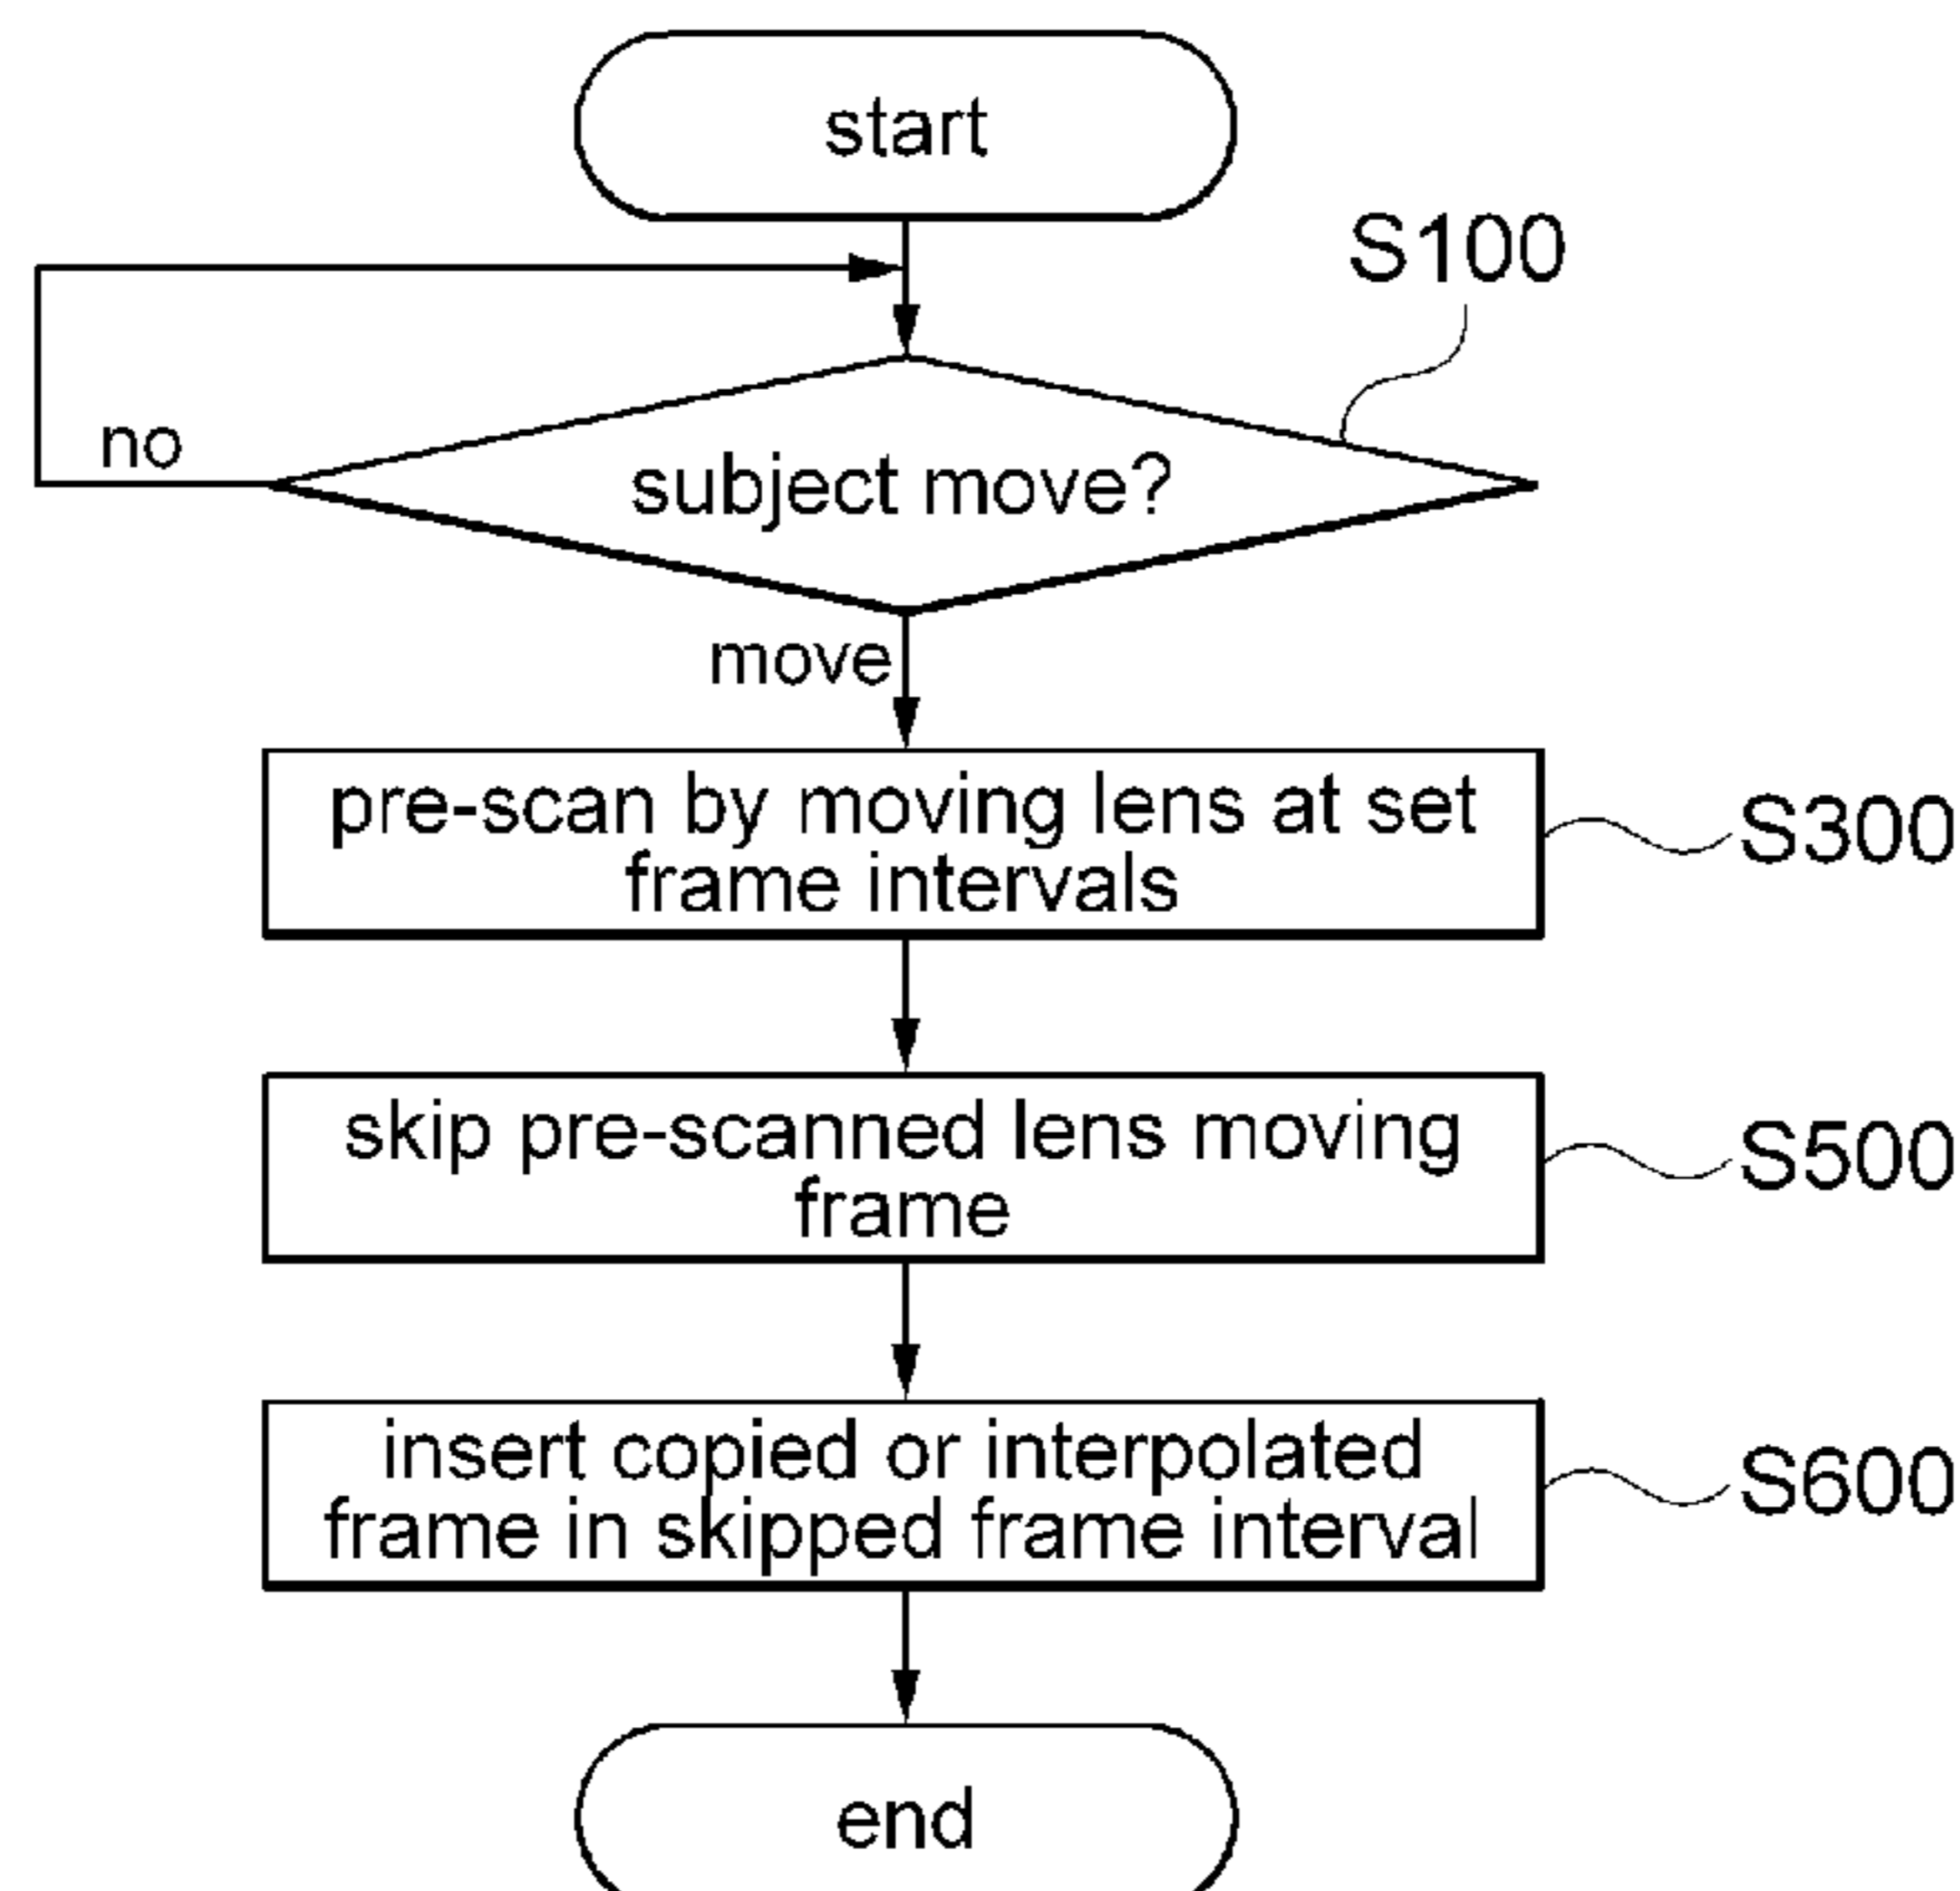 start
S100
no
subject move?
move
pre-scan by moving lens at set
frame intervals
S300
skip pre-scanned lens moving
frame
S500
insert copied or interpolated
frame in skipped frame interval
S600
end